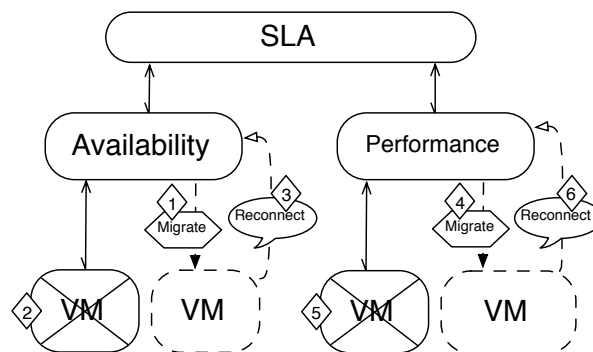 SLA
Availability
Performance
1
Migrate
3
Reconnect
4
Migrate
6
Reconnect
2
VM
VM
5
VM
VM